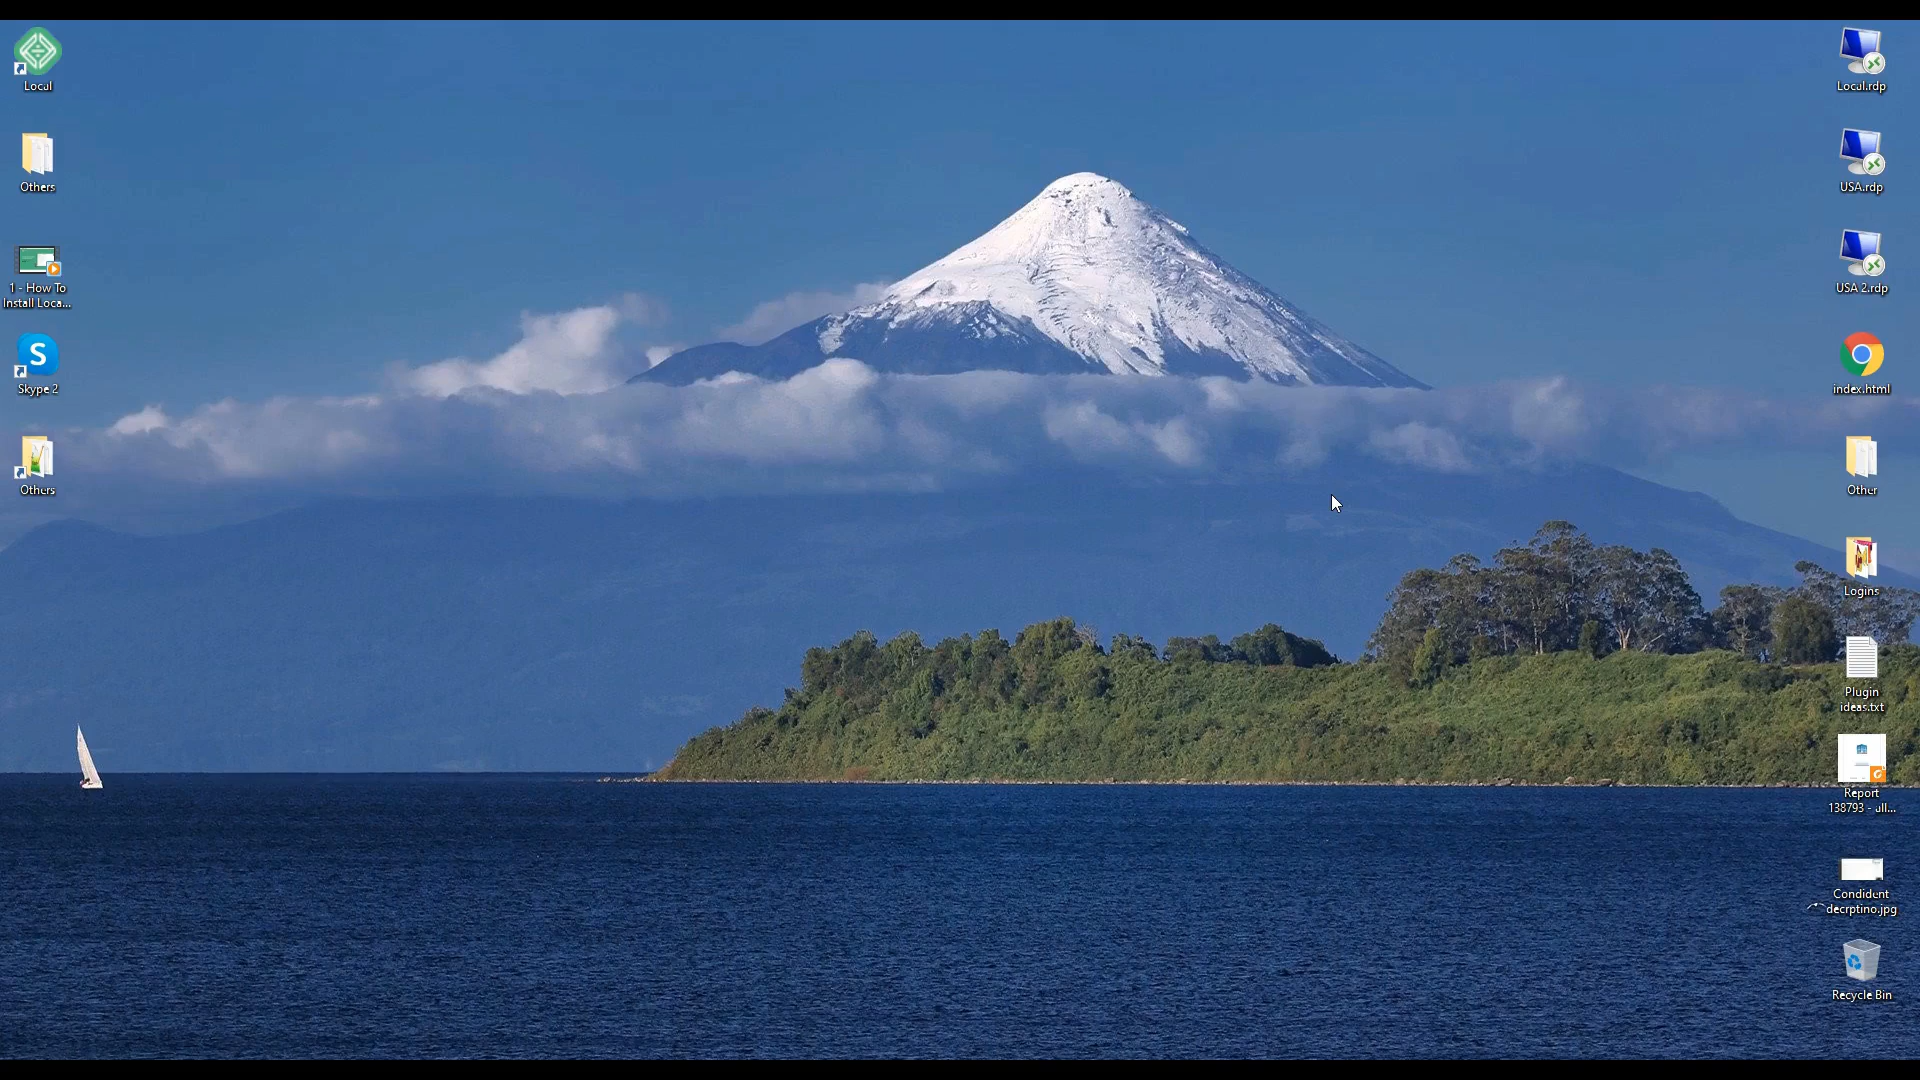 Local
Others
1 - How To
Install Loca...
S
Skype 2
Others
Local.rdp
USA.rdp
USA 2.rdp
index.html
Other
Logins
Plugin
ideas.txt
Report
138793 - all...
Condident
decrptino.jpg
Recycle Bin